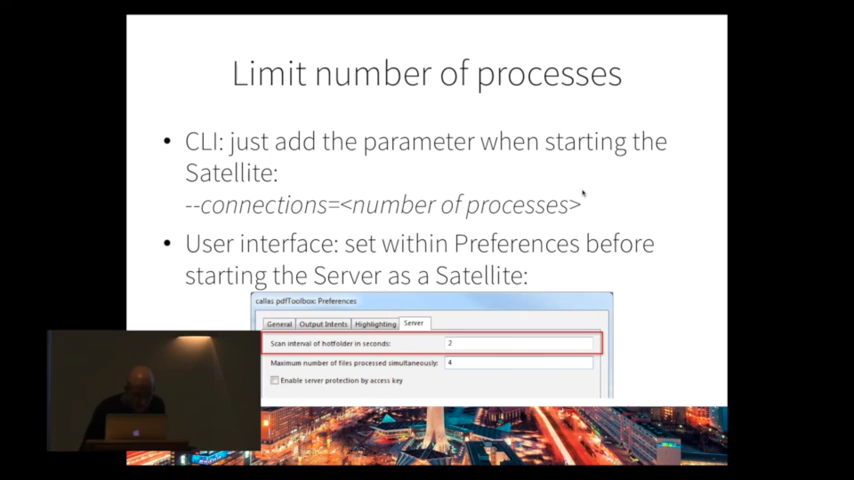 Limit number of processes
• CLI: just add the parameter when starting the
Satellite:
--connections=<number of processes>
• User interface: set within Preferences before
starting the Server as a Satellite:
callas pdfToolbox: Preferences
General Output Intents Highlighting Server
Scan interval of hotfolder in seconds: 2
Maximum number of files processed simultaneously: 4
Enable server protection by access key